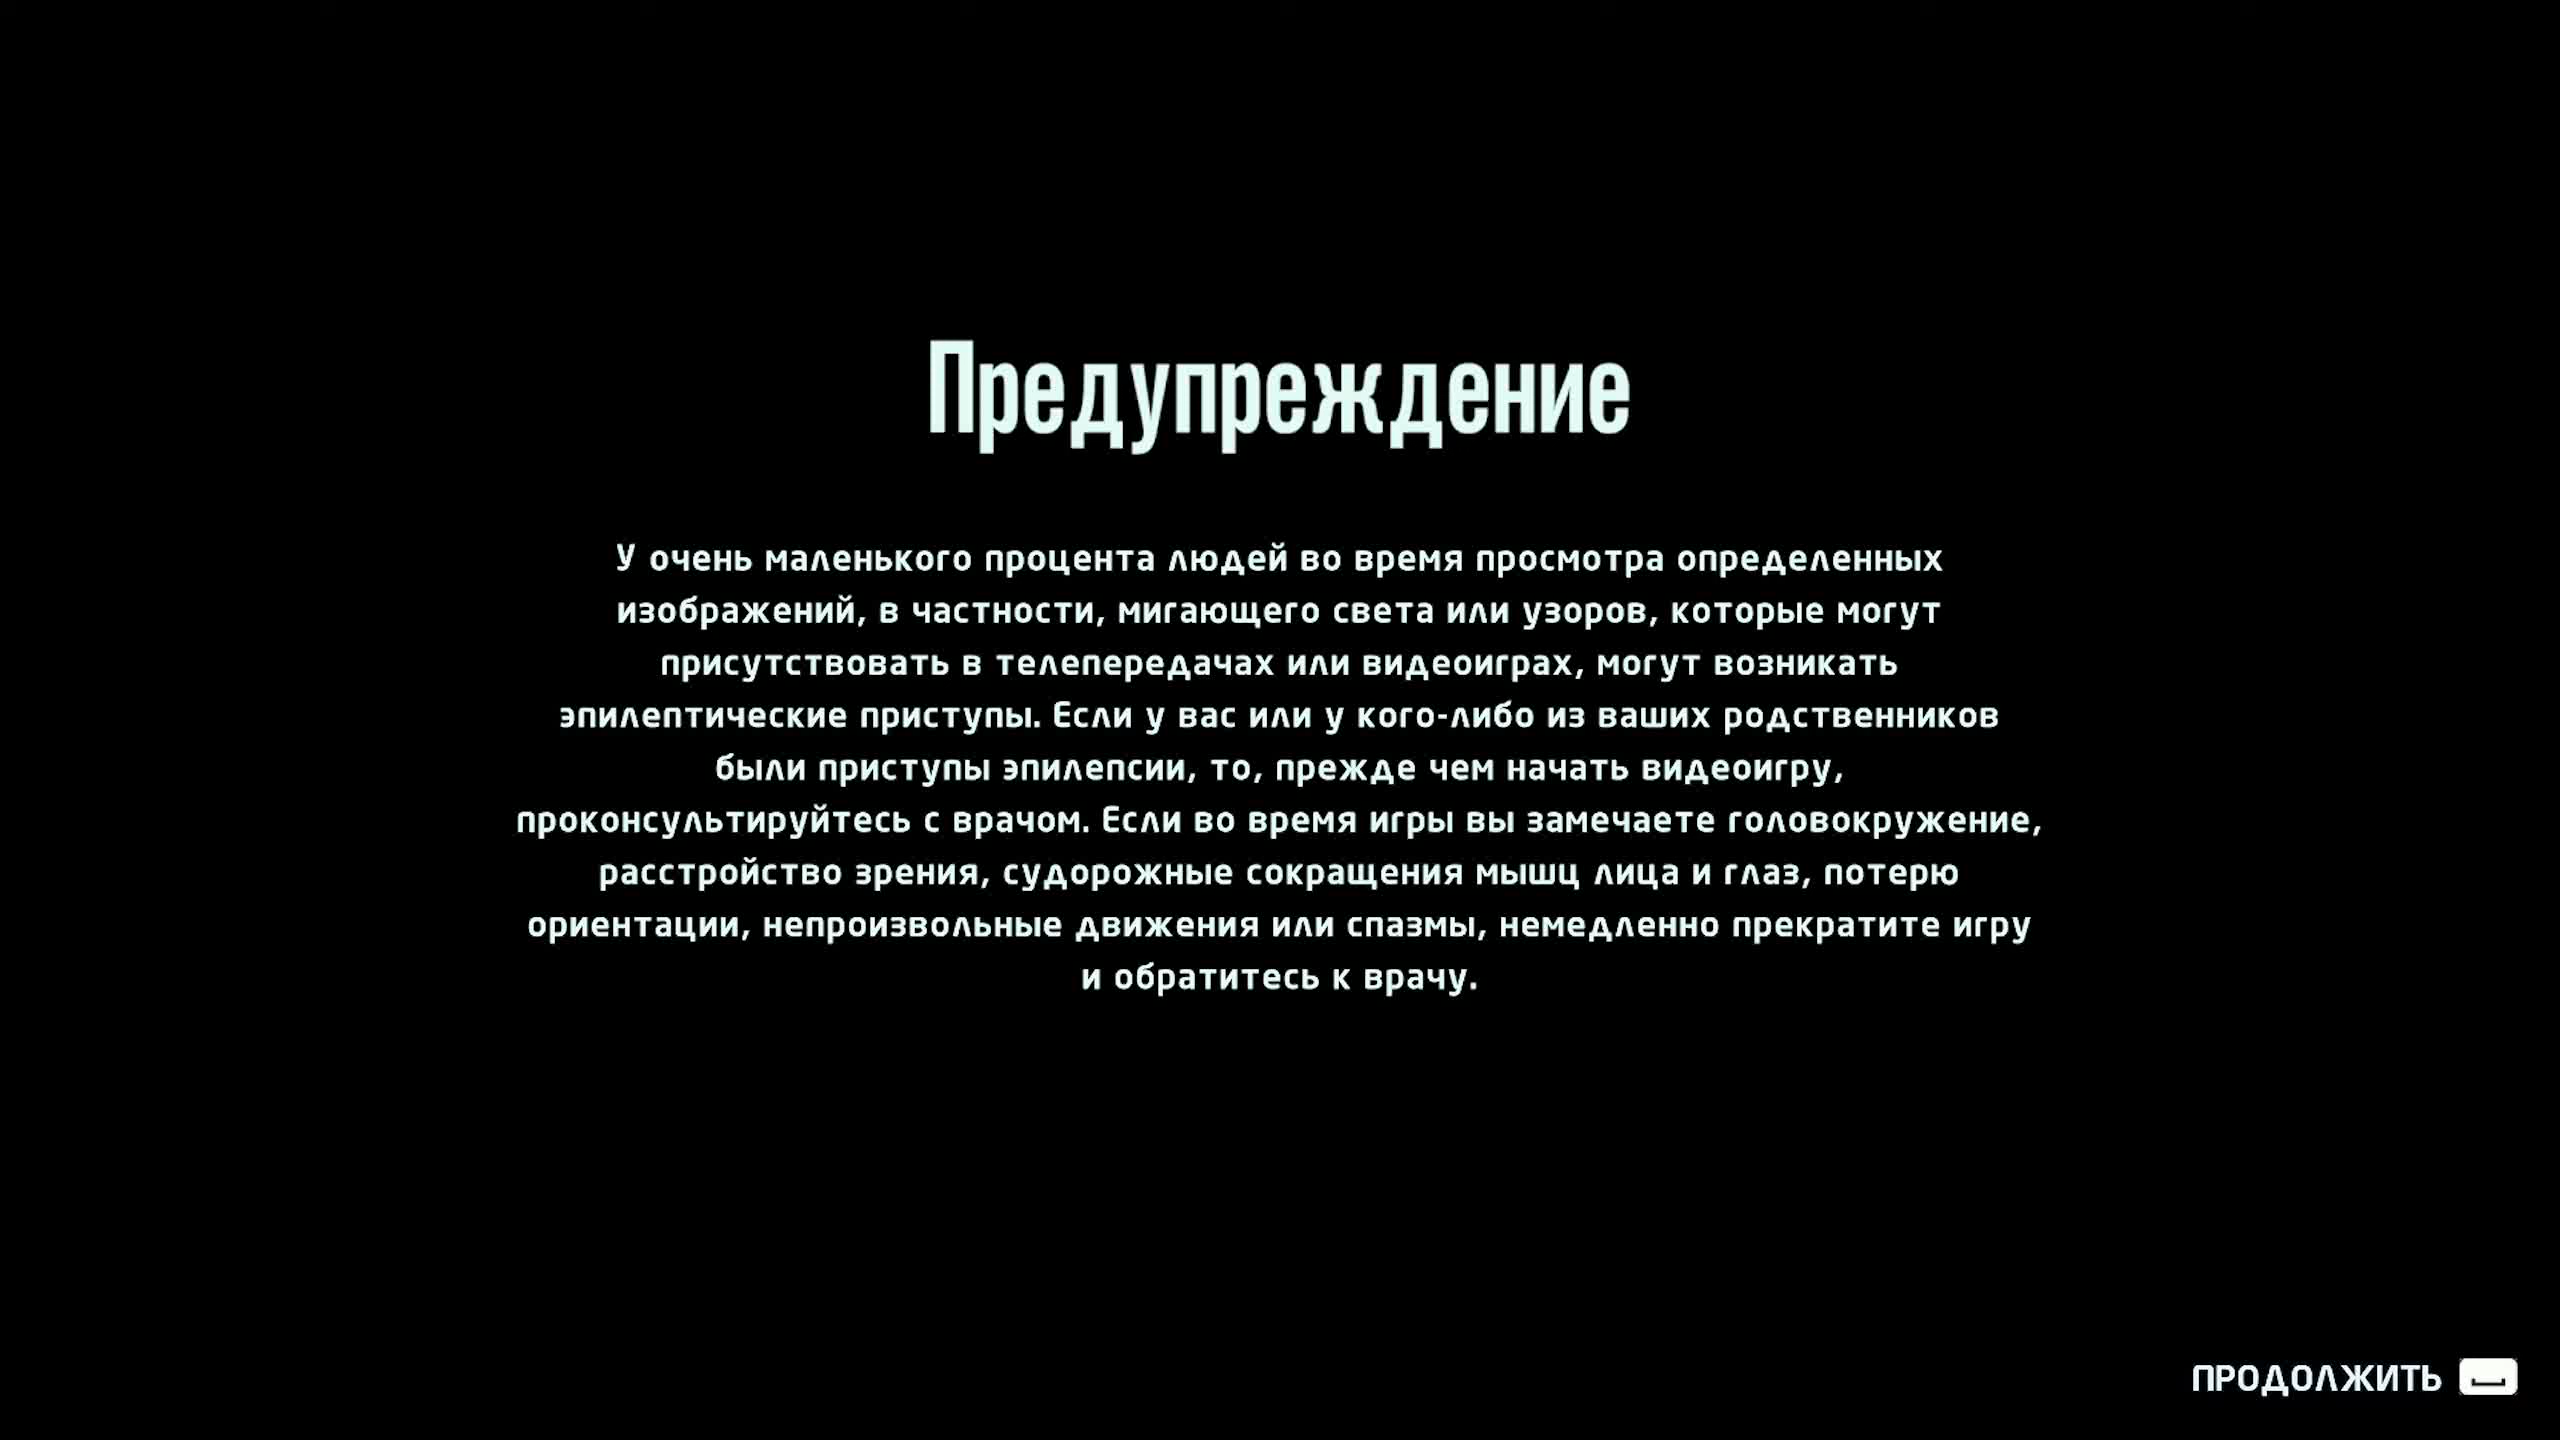 Предупреждение
У очень маленького процента людей во время просмотра определенных
изображений, в частности, мигающего света или узоров, которые могут
присутствовать в телепередачах или видеоиграх, могут возникать
эпилептические приступы. Если у вас или у кого-либо из ваших родственников
были приступы эпилепсии, то, прежде чем начать видеоигру,
проконсультируйтесь с врачом. Если во время игры вы замечаете головокружение,
расстройство зрения, судорожные сокращения мышц лица и глаз, потерю
ориентации, непроизвольные движения или спазмы, немедленно прекратите игру
и обратитесь к врачу.
ПРОДОЛЖИТЬ